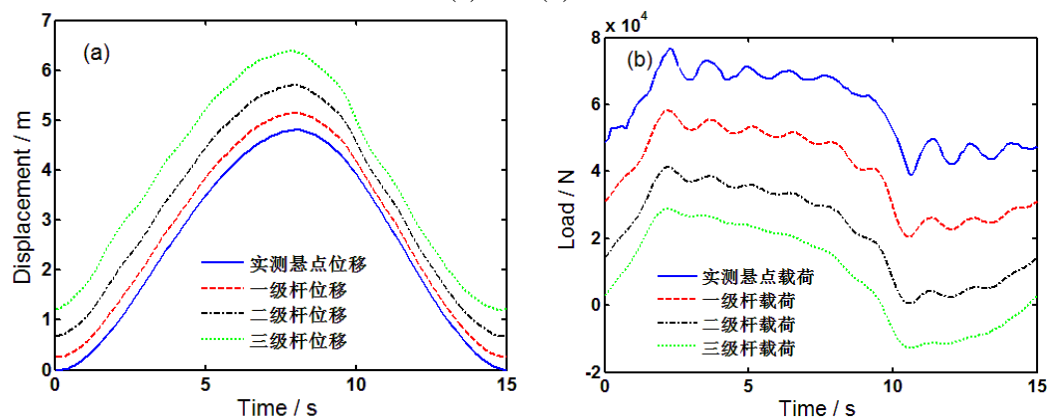 (a)
7
6
5
4
3
2
1
0
Displacement / m
实测悬点位移
一级杆位移
二级杆位移
三级杆位移
0 5 10 15
Time / s
x 10⁴
(b)
8
6
4
2
0
-2
Load / N
实测悬点载荷
一级杆载荷
二级杆载荷
三级杆载荷
0 5 10 15
Time / s